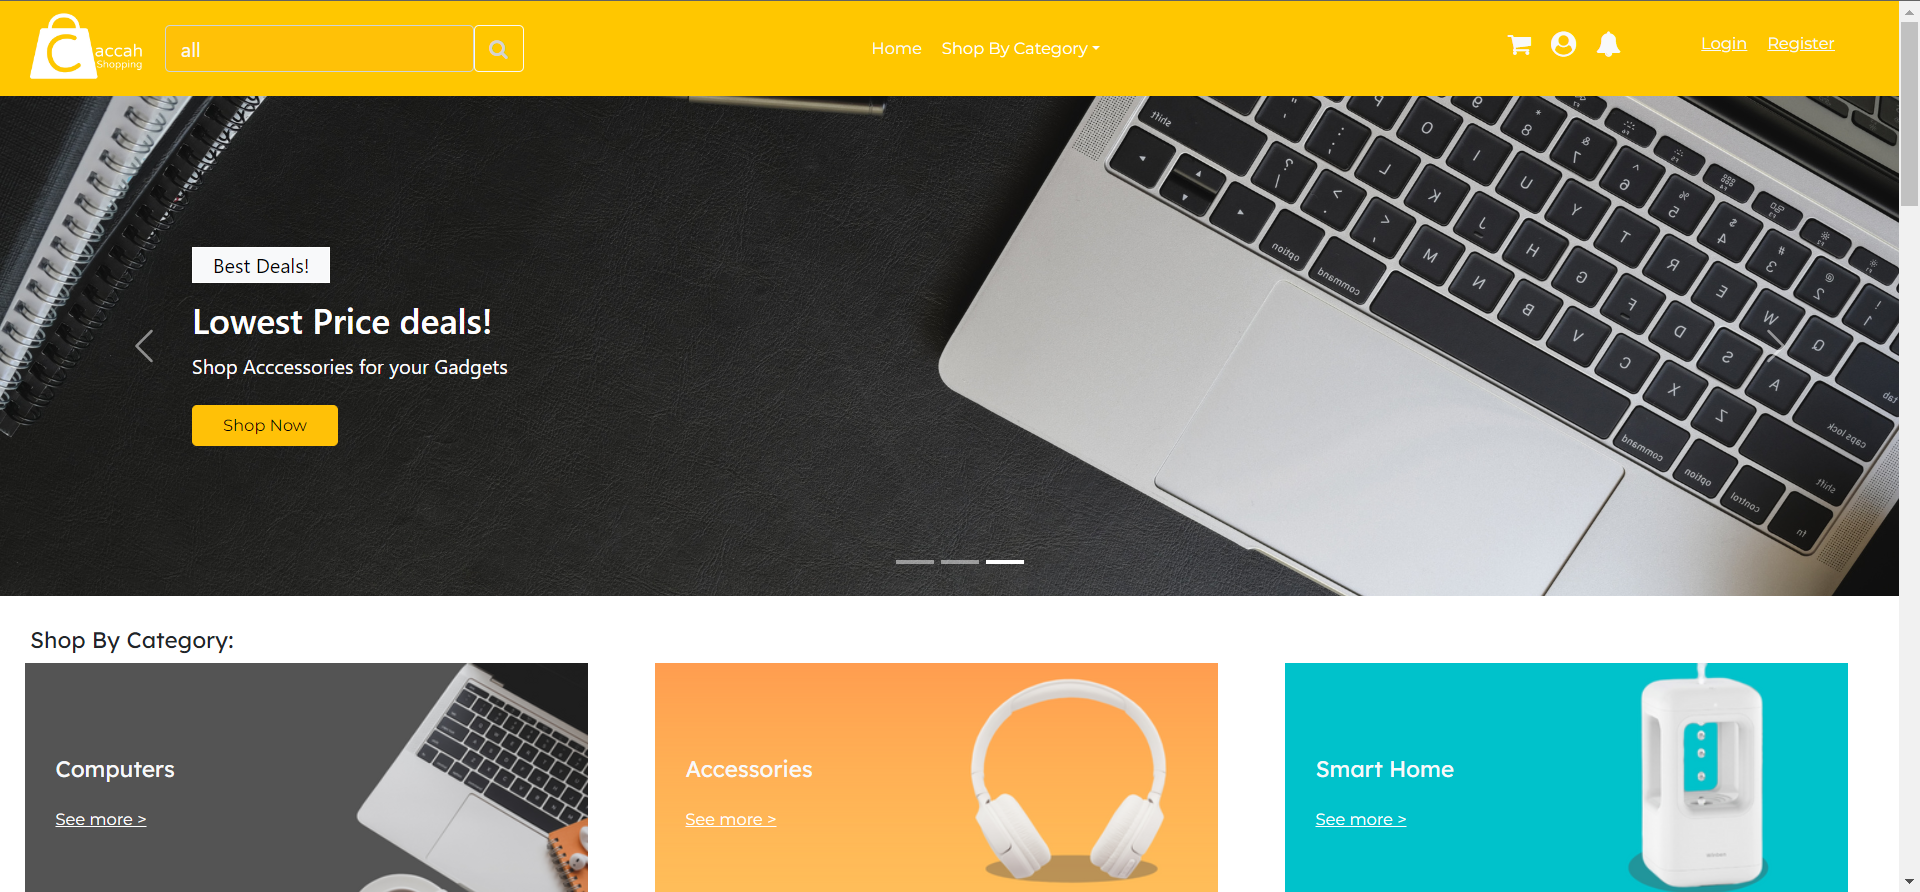 accah
Shopping
all
Home
Shop By Category
Login
Register
Best Deals!
Lowest Price deals!
Shop Acccessories for your Gadgets
Shop Now
Shop By Category:
Computers
See more >
Accessories
See more >
Smart Home
See more >